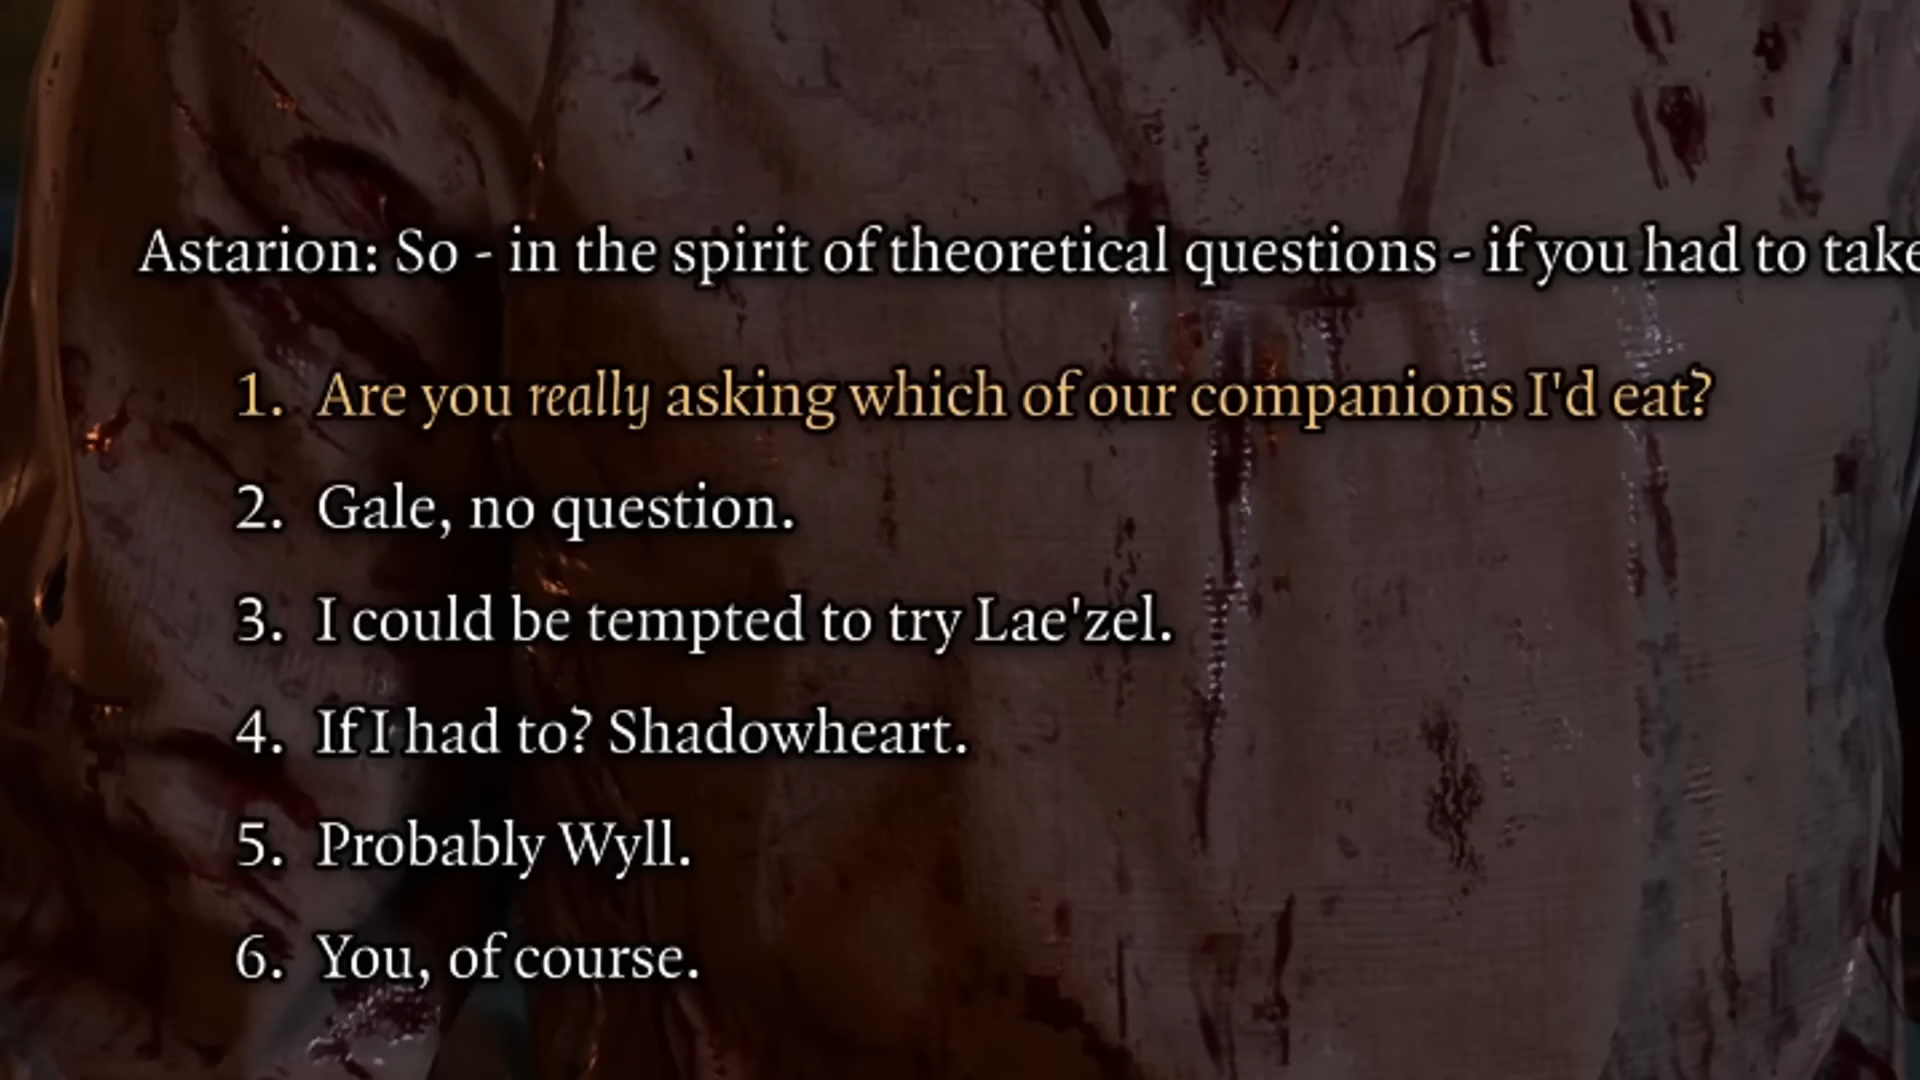 Astarion: So - in the spirit of theoretical questions - if you had to take
1. Are you really asking which of our companions I'd eat?
2. Gale, no question.
3. I could be tempted to try Lae'zel.
4. If I had to? Shadowheart.
5. Probably Wyll.
6. You, of course.